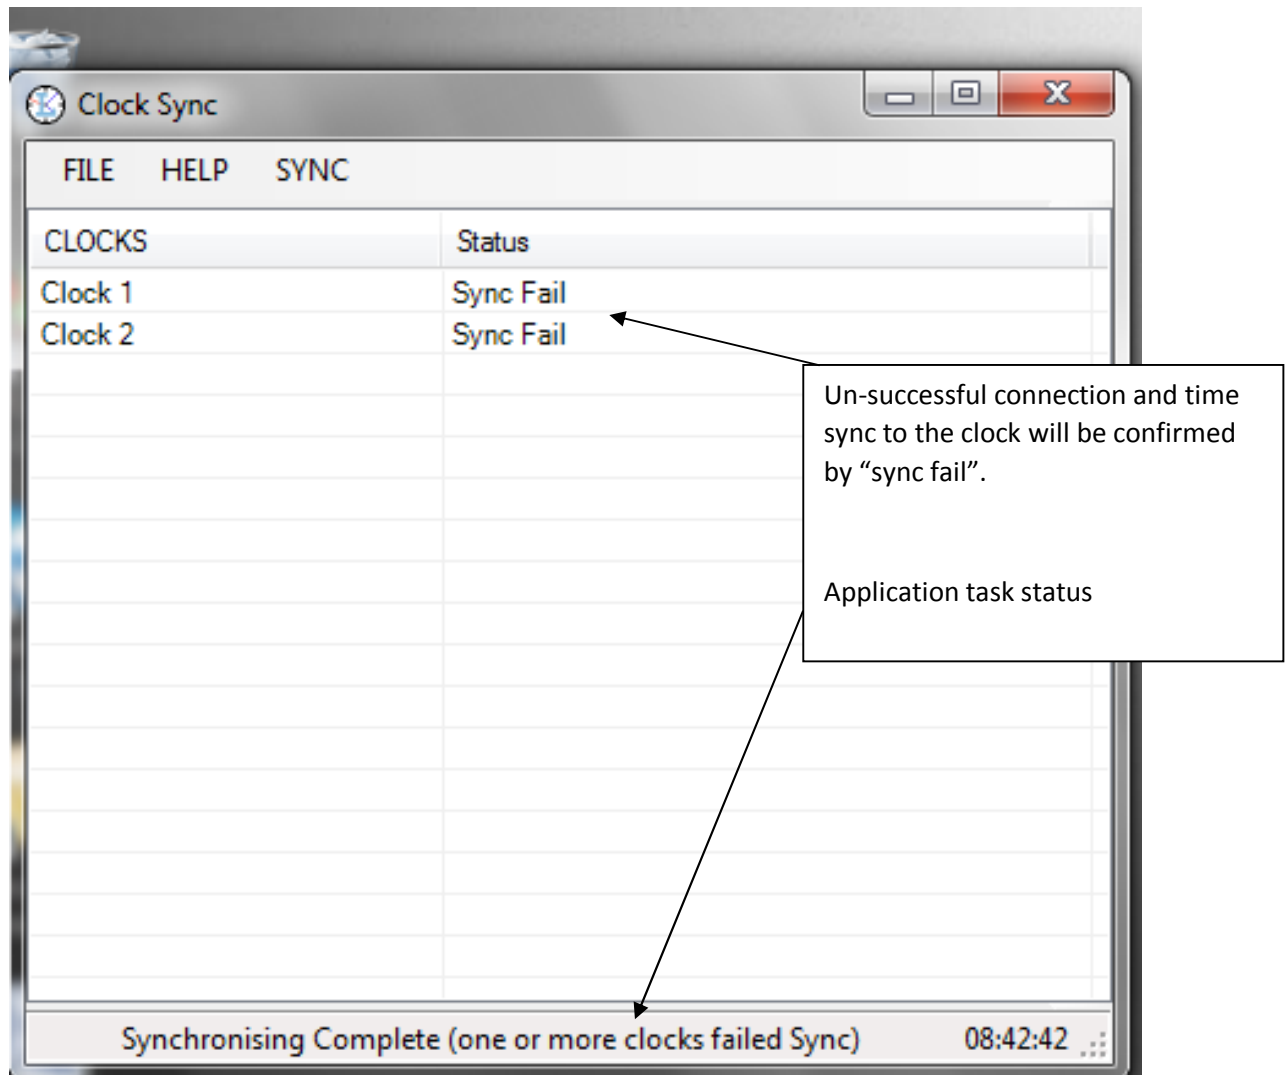 Clock Sync
FILE HELP SYNC
CLOCKS Status
Clock 1 Sync Fail
Clock 2 Sync Fail
Un-successful connection and time
sync to the clock will be confirmed
by “sync fail”.
Application task status
Synchronising Complete (one or more clocks failed Sync) 08:42:42